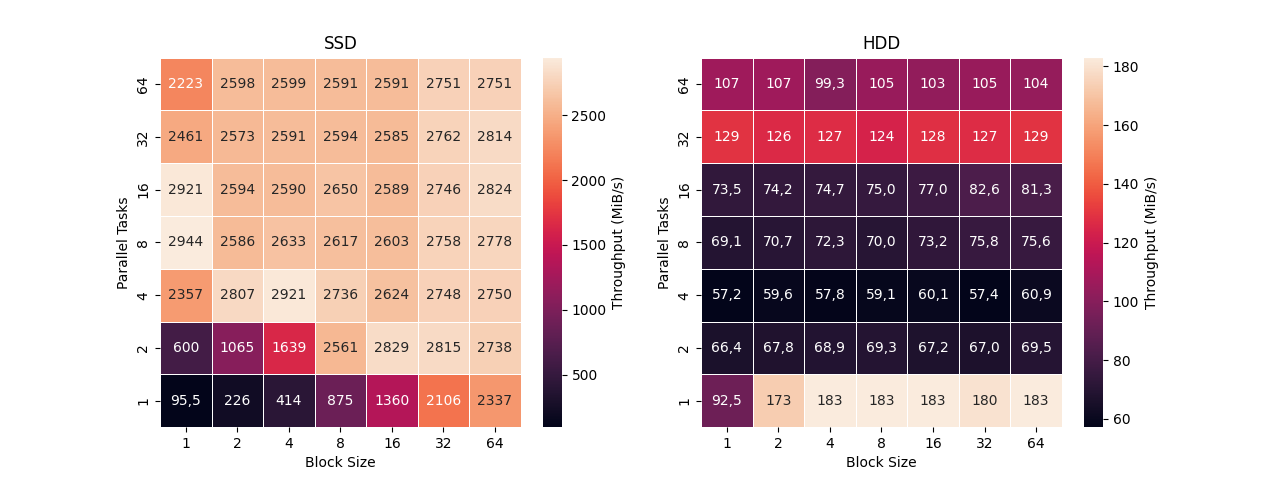 SSD
64 2223 2598 2599 2591 2591 2751 2751
32 2461 2573 2591 2594 2585 2762 2814
16 2921 2594 2590 2650 2589 2746 2824
8 2944 2586 2633 2617 2603 2758 2778
4 2357 2807 2921 2736 2624 2748 2750
2 600 1065 1639 2561 2829 2815 2738
1 95,5 226 414 875 1360 2106 2337
1 2 4 8 16 32 64
Block Size
Parallel Tasks
2500
2000
1500
1000
500
Throughput (MiB/s)
HDD
64 107 107 99,3 105 103 105 104
32 129 126 127 124 128 127 129
16 73,5 74,2 74,7 75,0 77,0 82,6 81,3
8 69,1 70,7 72,3 70,0 73,2 75,8 75,6
4 57,2 59,6 57,8 59,1 60,1 57,4 60,9
2 66,4 67,8 68,9 69,3 67,2 67,0 69,5
1 92,5 173 183 183 183 180 183
1 2 4 8 16 32 64
Block Size
Parallel Tasks
180
160
140
120
100
80
60
Throughput (MiB/s)